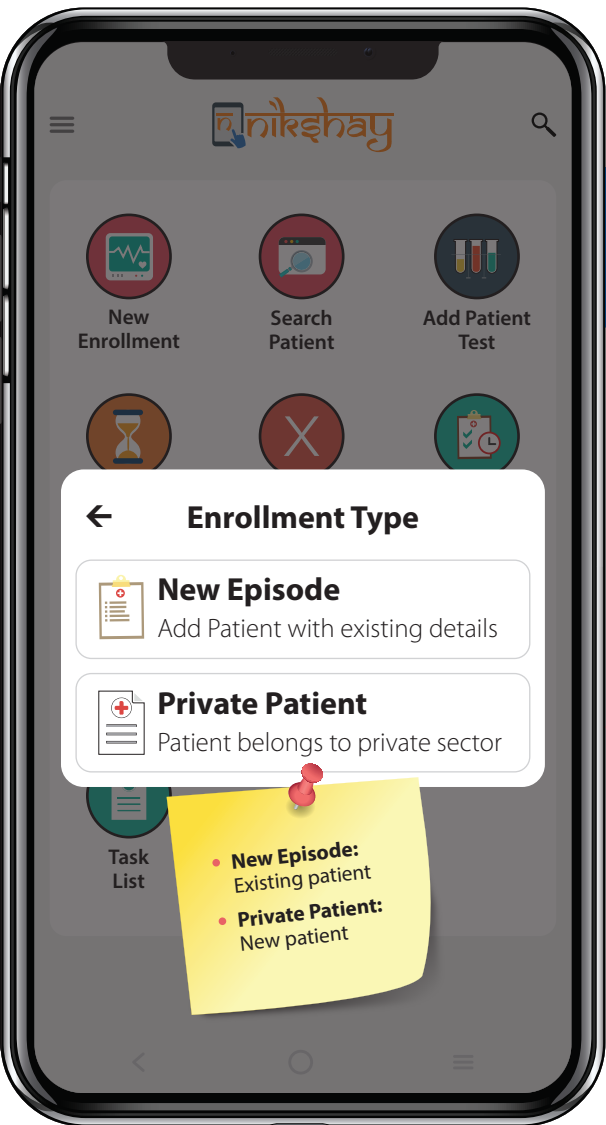 nikshay
New
Enrollment
Search
Patient
Add Patient
Test
Enrollment Type
New Episode
Add Patient with existing details
Private Patient
Patient belongs to private sector
Task
List
• New Episode:
Existing patient
• Private Patient:
New patient